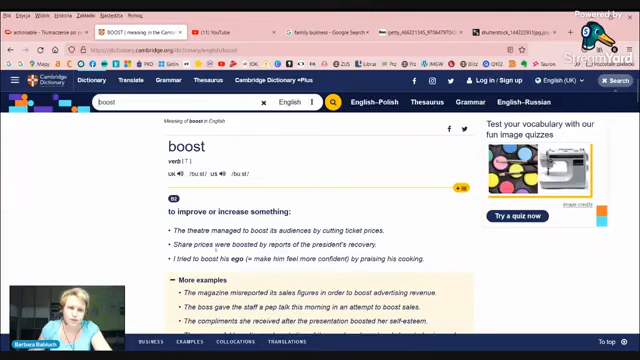 actionable - Tłumaczenie po
BOOST | meaning in the Cam
(11) YouTube
family business - Google Search
shutterstock_1442229
Powered by
StreamYard
https://dictionary.cambridge.org/dictionary/english/boost
Cambridge Dictionary
Dictionary
Translate
Grammar
Thesaurus
Cambridge Dictionary +Plus
Log in / Sign up
English (UK)
Search
boost
English
English–Polish
Thesaurus
Grammar
English–Russian
Meaning of boost in English
boost
verb [ T ]
UK /buːst/ US /buːst/
B2
to improve or increase something:
• The theatre managed to boost its audiences by cutting ticket prices.
• Share prices were boosted by reports of the president's recovery.
• I tried to boost his ego (= make him feel more confident) by praising his cooking.
More examples
• The magazine misreported its sales figures in order to boost advertising revenue.
• The boss gave the staff a pep talk this morning in an attempt to boost sales.
• The compliments she received after the presentation boosted her self-esteem.
Test your vocabulary with our
fun image quizzes
image credits
Try a quiz now
Barbara Babiuch
BUSINESS
EXAMPLES
COLLOCATIONS
TRANSLATIONS
To top